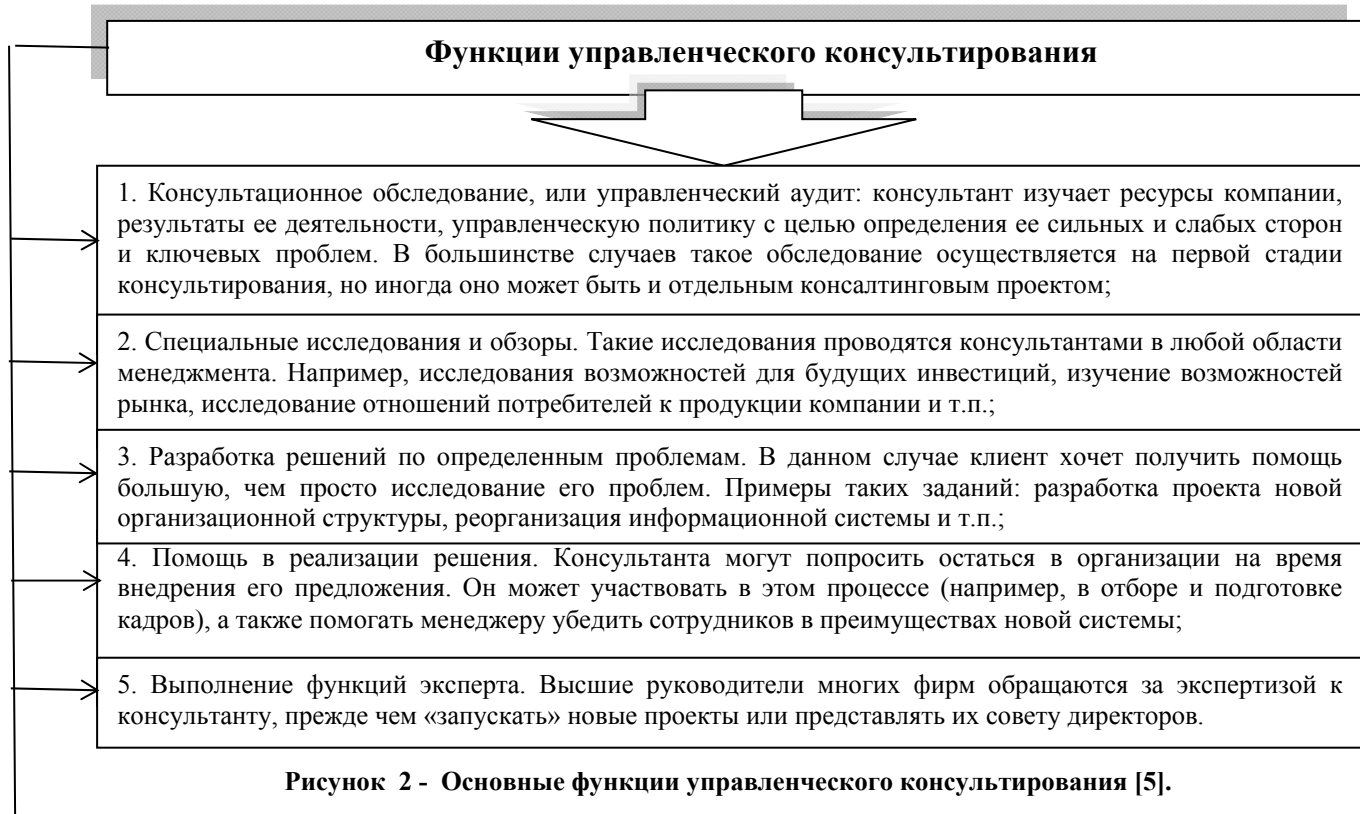 Функции управленческого консультирования
1. Консультационное обследование, или управленческий аудит: консультант изучает ресурсы компании,
результаты ее деятельности, управленческую политику с целью определения ее сильных и слабых сторон
и ключевых проблем. В большинстве случаев такое обследование осуществляется на первой стадии
консультирования, но иногда оно может быть и отдельным консалтинговым проектом;
2. Специальные исследования и обзоры. Такие исследования проводятся консультантами в любой области
менеджмента. Например, исследования возможностей для будущих инвестиций, изучение возможностей
рынка, исследование отношений потребителей к продукции компании и т.п.;
3. Разработка решений по определенным проблемам. В данном случае клиент хочет получить помощь
большую, чем просто исследование его проблем. Примеры таких заданий: разработка проекта новой
организационной структуры, реорганизация информационной системы и т.п.;
4. Помощь в реализации решения. Консультанта могут попросить остаться в организации на время
внедрения его предложения. Он может участвовать в этом процессе (например, в отборе и подготовке
кадров), а также помогать менеджеру убедить сотрудников в преимуществах новой системы;
5. Выполнение функций эксперта. Высшие руководители многих фирм обращаются за экспертизой к
консультанту, прежде чем «запускать» новые проекты или представлять их совету директоров.
Рисунок 2 - Основные функции управленческого консультирования [5].